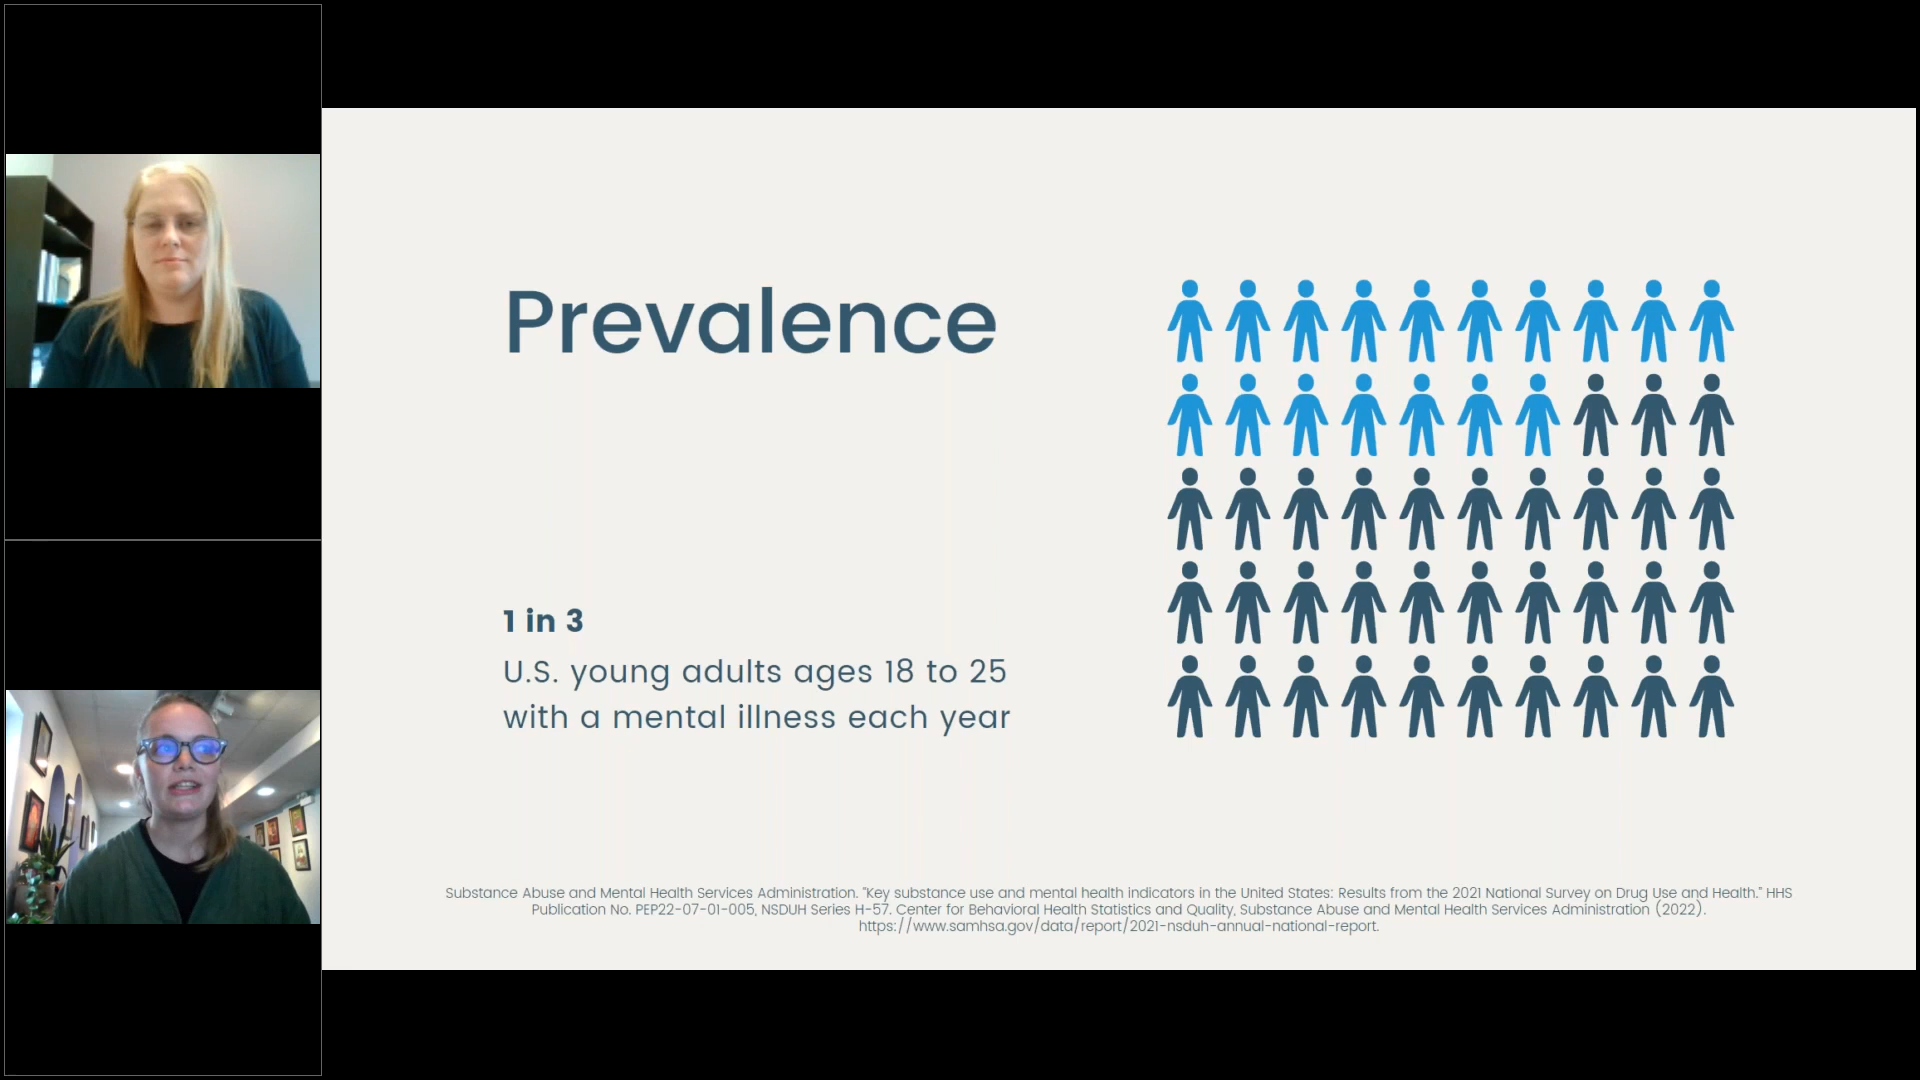 Prevalence
1 in 3
U.S. young adults ages 18 to 25
with a mental illness each year
Substance Abuse and Mental Health Services Administration. "Key substance use and mental health indicators in the United States: Results from the 2021 National Survey on Drug Use and Health." HHS
Publication No. PEP22-07-01-005, NSDUH Series H-57. Center for Behavioral Health Statistics and Quality, Substance Abuse and Mental Health Services Administration (2022).
https://www.samhsa.gov/data/report/2021-nsduh-annual-national-report.